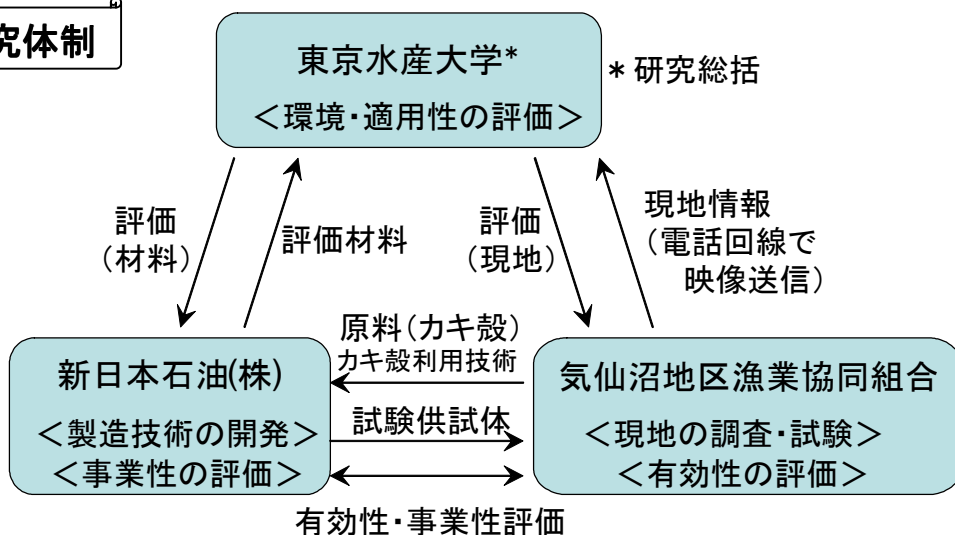 究体制
東京水産大学*
＜環境・適用性の評価＞
* 研究総括
評価
（材料）
評価材料
評価
（現地）
現地情報
（電話回線で
映像送信）
原料（カキ殻）
カキ殻利用技術
新日本石油(株)
＜製造技術の開発＞
＜事業性の評価＞
試験供試体
気仙沼地区漁業協同組合
＜現地の調査・試験＞
＜有効性の評価＞
有効性・事業性評価